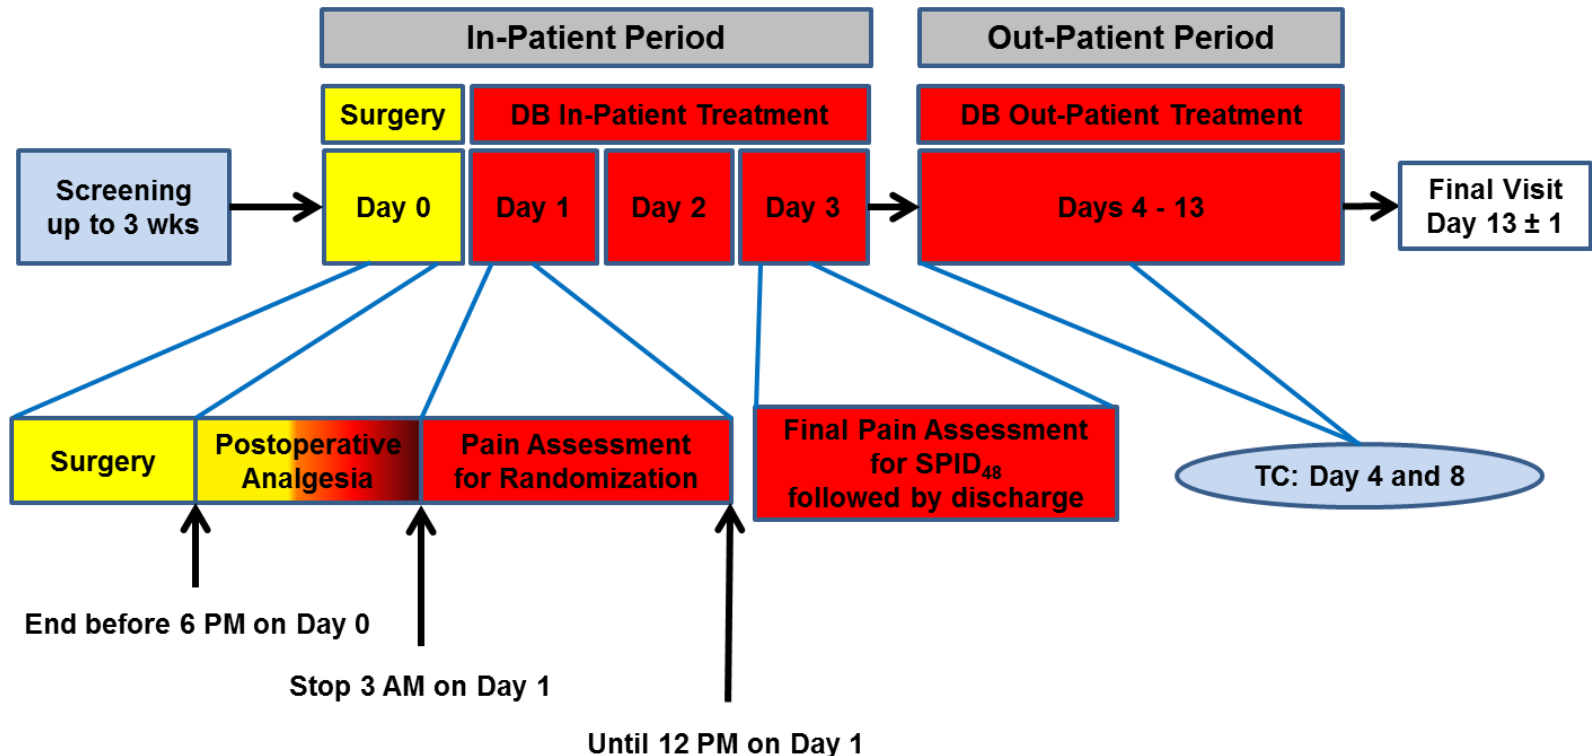 In-Patient Period
Out-Patient Period
Surgery
DB In-Patient Treatment
DB Out-Patient Treatment
Screening
up to 3 wks
Day 0
Day 1
Day 2
Day 3
Days 4 - 13
Final Visit
Day 13 ± 1
Surgery
Postoperative
Analgesia
Pain Assessment
for Randomization
Final Pain Assessment
for SPID48
followed by discharge
TC: Day 4 and 8
End before 6 PM on Day 0
Stop 3 AM on Day 1
Until 12 PM on Day 1